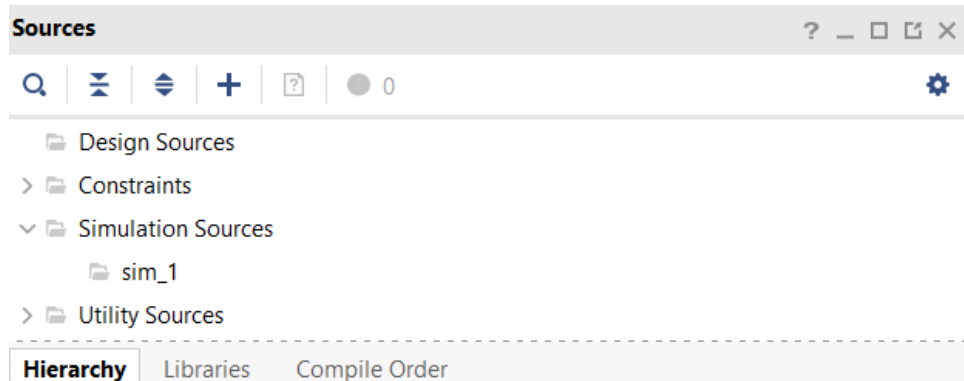 Sources ?
0
Design Sources
Constraints
Simulation Sources
sim_1
Utility Sources
Hierarchy Libraries Compile Order